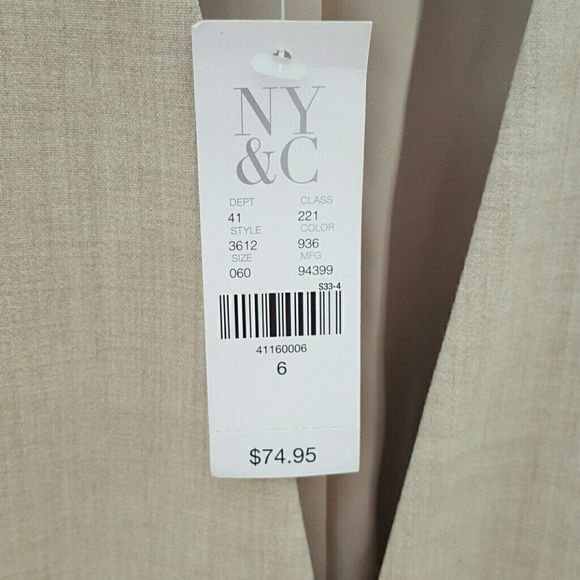 NY
&C
DEPT CLASS
41 221
STYLE COLOR
3612 936
SIZE MFG
060 94399
S33-4
41160006
6
$74.95